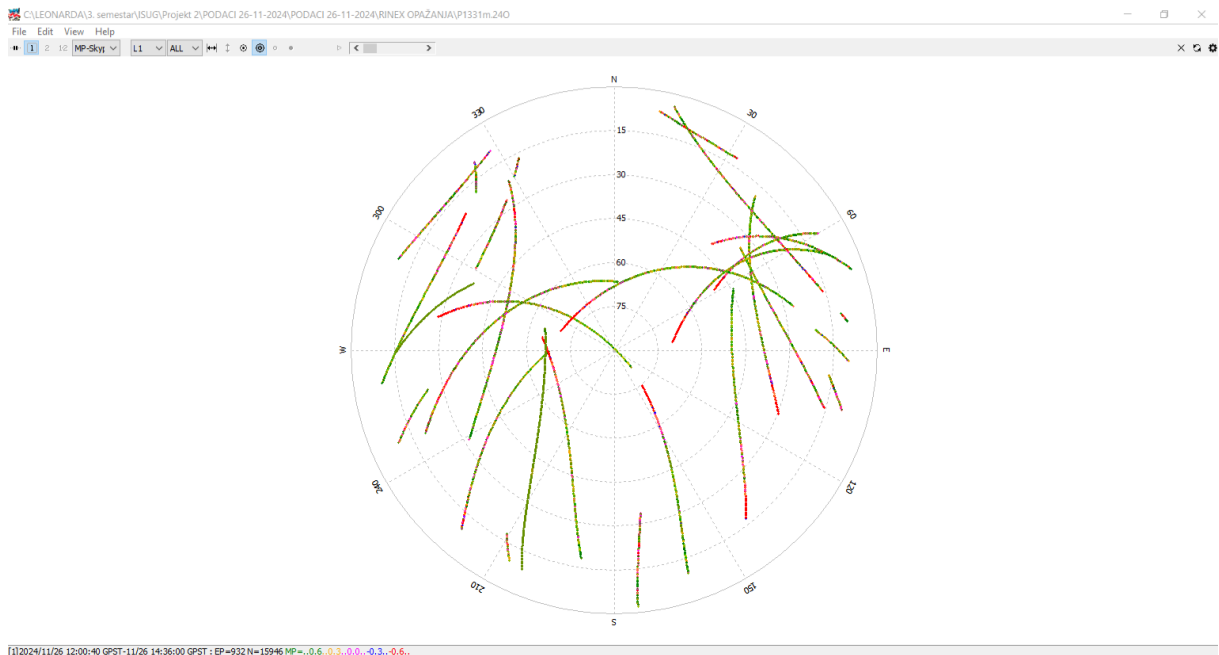 C:\LEONARDA\3. semestar\ISUG\Projekt 2\PODACI 26-11-2024\PODACI 26-11-2024\RINEX OPAŽANJA\P1331m.24O
File Edit View Help
1 2 1-2 MP-Skyp L1 ALL
N
330
30
15
30
300
60
45
60
75
W
E
240
120
210
150
S
[1]2024/11/26 12:00:40 GPST-11/26 14:36:00 GPST : EP=932 N=15946 MP=..0.6..0.3..0.0..-0.3..-0.6..